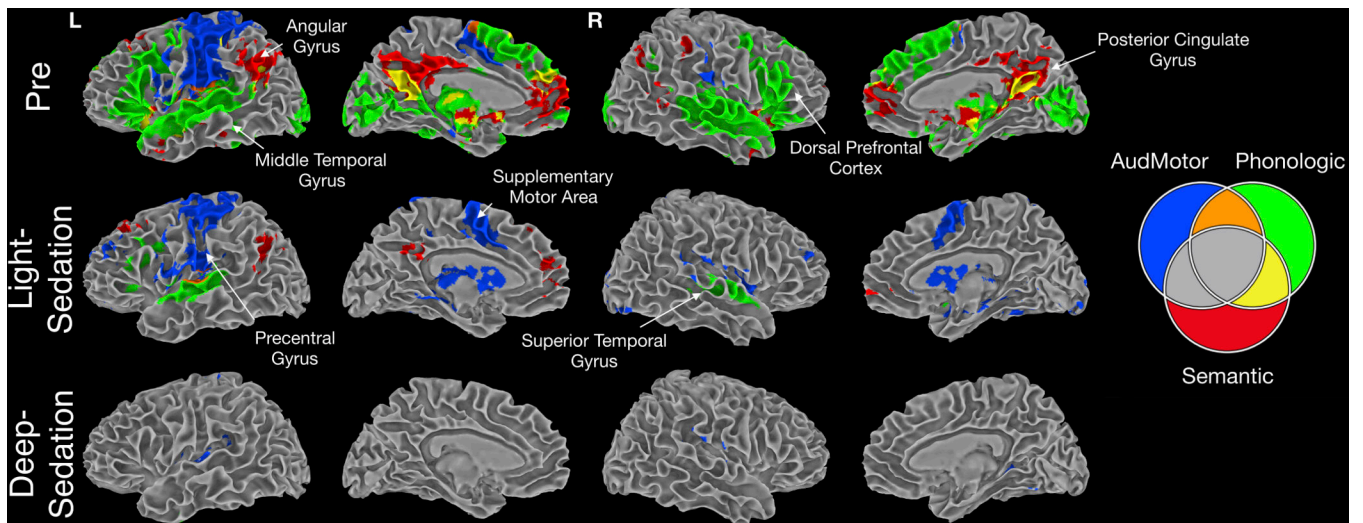 L
R
Pre
Angular
Gyrus
Middle Temporal
Gyrus
Dorsal Prefrontal
Cortex
Posterior Cingulate
Gyrus
Light-
Sedation
Supplementary
Motor Area
Precentral
Gyrus
Superior Temporal
Gyrus
Deep-
Sedation
AudMotor
Phonologic
Semantic